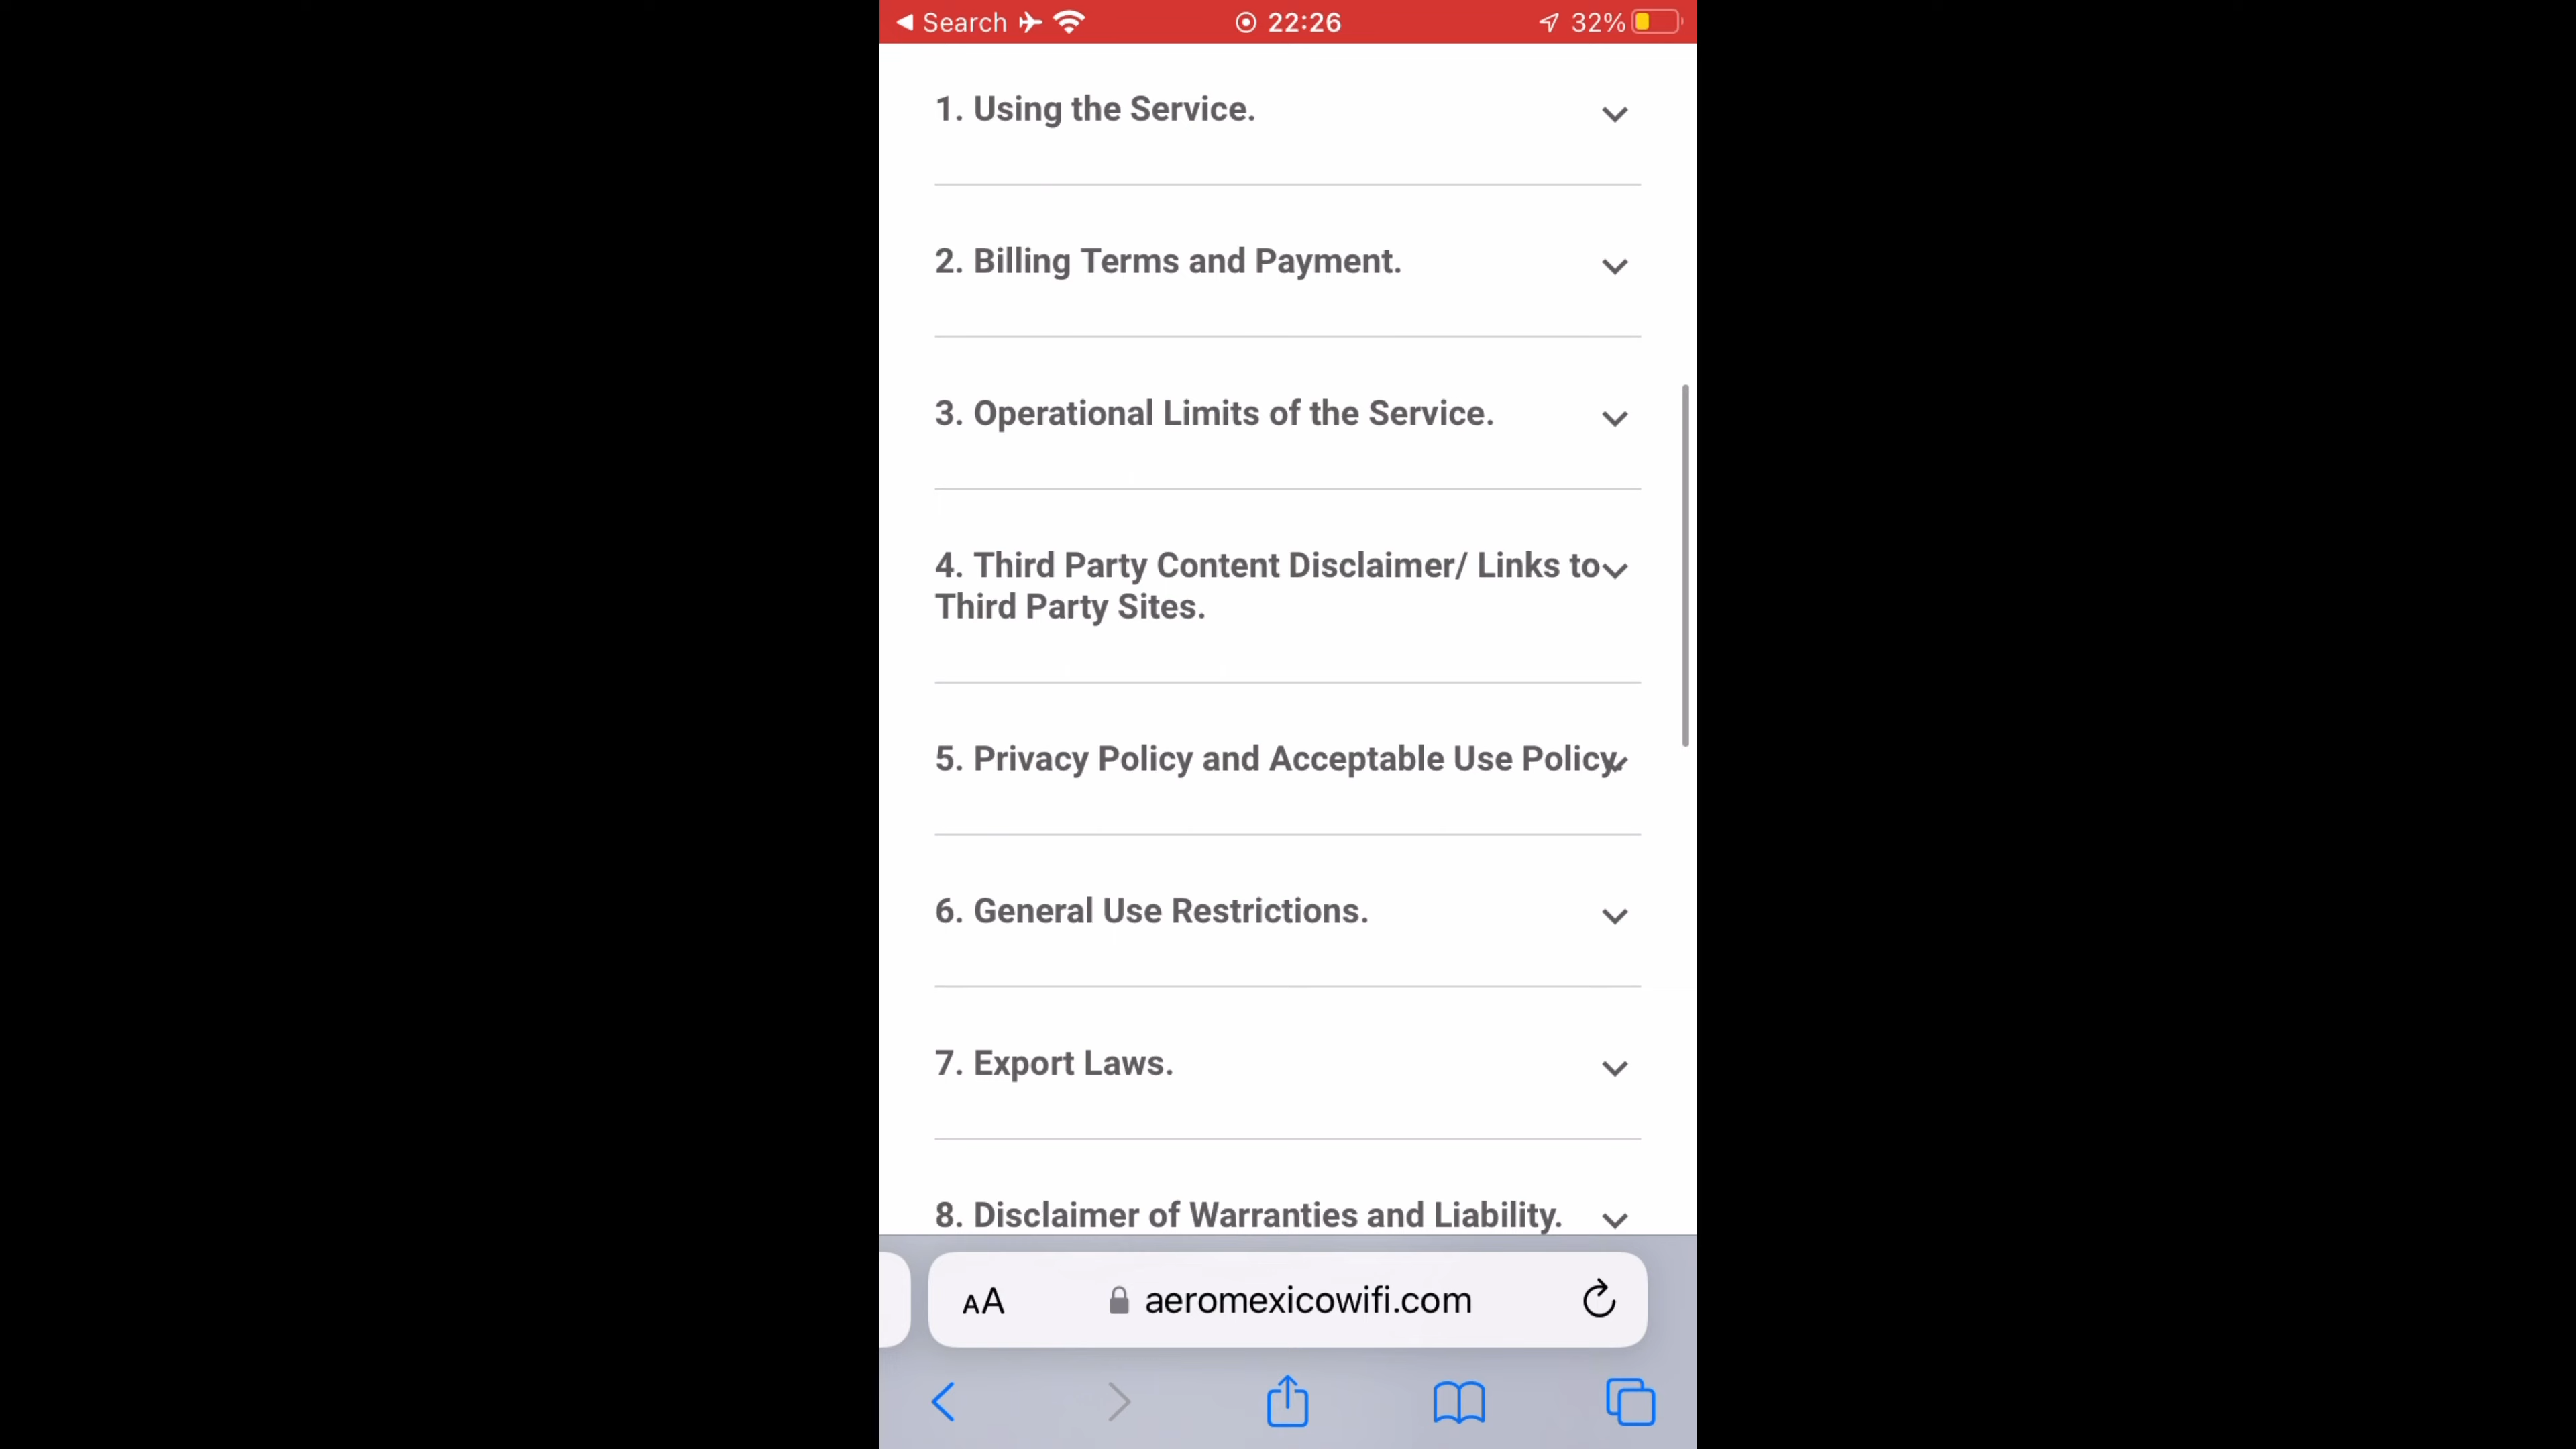 Search 22:26 32%
1. Using the Service.
2. Billing Terms and Payment.
3. Operational Limits of the Service.
4. Third Party Content Disclaimer/ Links to
Third Party Sites.
5. Privacy Policy and Acceptable Use Policy.
6. General Use Restrictions.
7. Export Laws.
8. Disclaimer of Warranties and Liability.
AA aeromexicowifi.com